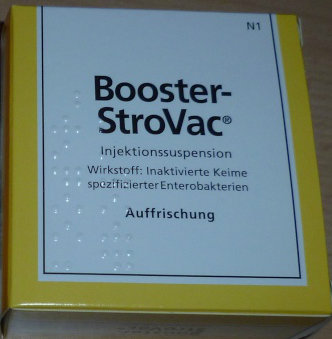 N1
Booster-
StroVac®
Injektionssuspension
Wirkstoff: Inaktivierte Keime
spezifizierter Enterobakterien
Auffrischung